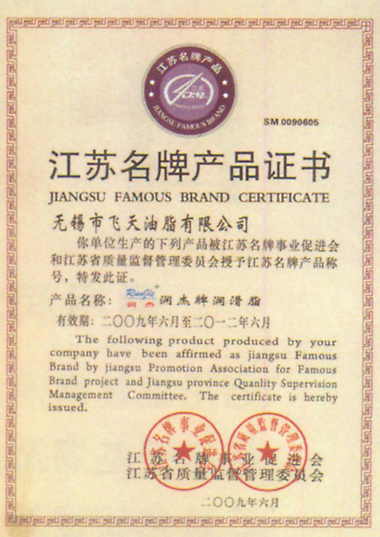 江苏名牌产品
JIANGSU FAMOUS BRAND
SM 0090605
江苏名牌产品证书
JIANGSU FAMOUS BRAND CERTIFICATE
无锡市飞天油脂有限公司
你单位生产的下列产品被江苏名牌事业促进会
和江苏省质量监督管理委员会授予江苏名牌产品称
号，特发此证。
产品名称： RunJie® 润杰 润杰牌润滑脂
有效期：二〇〇九年六月至二〇一二年六月
The following product produced by your
company have been affirmed as jiangsu Famous
Brand by jiangsu Promotion Association for Famous
Brand project and Jiangsu province Quanlity Supervision
Management Committee. The certificate is hereby
issued.
江苏名牌事业促进会
江苏省质量监督管理委员会
二〇〇九年六月